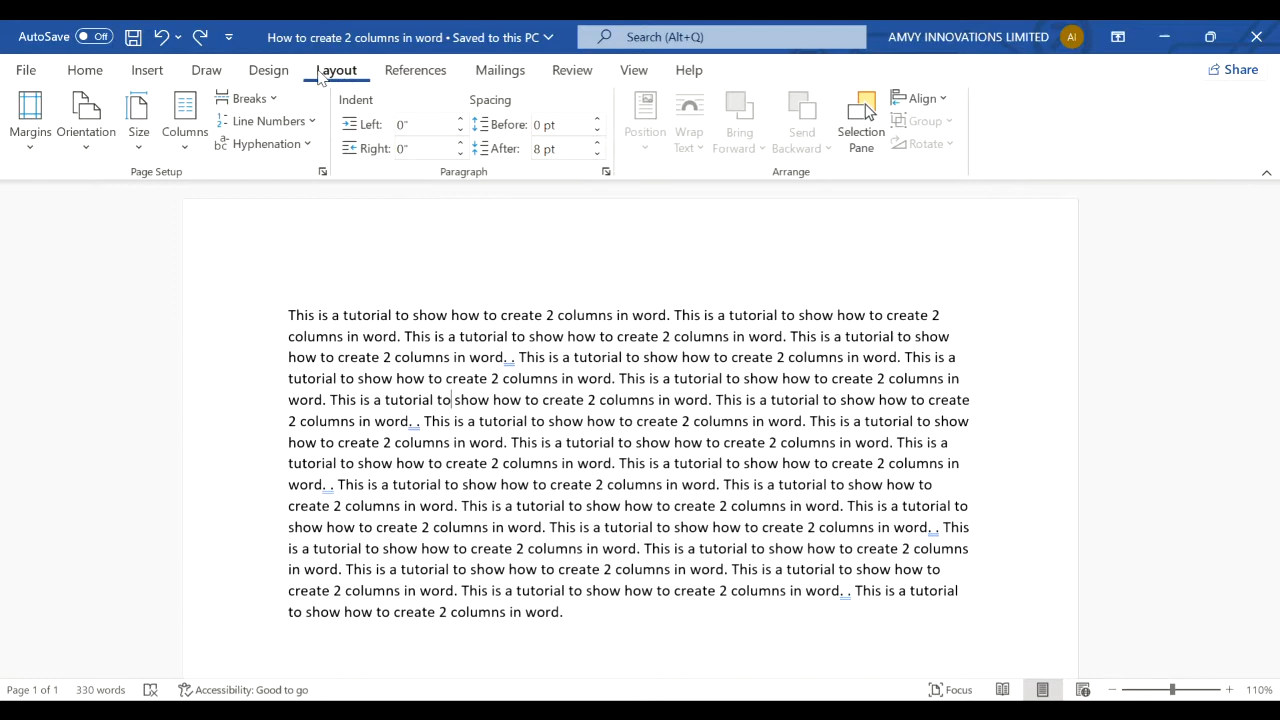 AutoSave Off How to create 2 columns in word • Saved to this PC Search (Alt+Q) AMVY INNOVATIONS LIMITED AI
File Home Insert Draw Design Layout References Mailings Review View Help Share
Margins Orientation Size Columns
Breaks
Line Numbers
Hyphenation
Page Setup
Indent Spacing
Left: 0" Before: 0 pt
Right: 0" After: 8 pt
Paragraph
Position Wrap Text Bring Forward Send Backward Selection Pane
Align
Group
Rotate
Arrange
This is a tutorial to show how to create 2 columns in word. This is a tutorial to show how to create 2
columns in word. This is a tutorial to show how to create 2 columns in word. This is a tutorial to show
how to create 2 columns in word. . This is a tutorial to show how to create 2 columns in word. This is a
tutorial to show how to create 2 columns in word. This is a tutorial to show how to create 2 columns in
word. This is a tutorial to show how to create 2 columns in word. This is a tutorial to show how to create
2 columns in word. . This is a tutorial to show how to create 2 columns in word. This is a tutorial to show
how to create 2 columns in word. This is a tutorial to show how to create 2 columns in word. This is a
tutorial to show how to create 2 columns in word. This is a tutorial to show how to create 2 columns in
word. . This is a tutorial to show how to create 2 columns in word. This is a tutorial to show how to
create 2 columns in word. This is a tutorial to show how to create 2 columns in word. This is a tutorial to
show how to create 2 columns in word. This is a tutorial to show how to create 2 columns in word. . This
is a tutorial to show how to create 2 columns in word. This is a tutorial to show how to create 2 columns
in word. This is a tutorial to show how to create 2 columns in word. This is a tutorial to show how to
create 2 columns in word. This is a tutorial to show how to create 2 columns in word. . This is a tutorial
to show how to create 2 columns in word.
Page 1 of 1 330 words Accessibility: Good to go Focus 110%